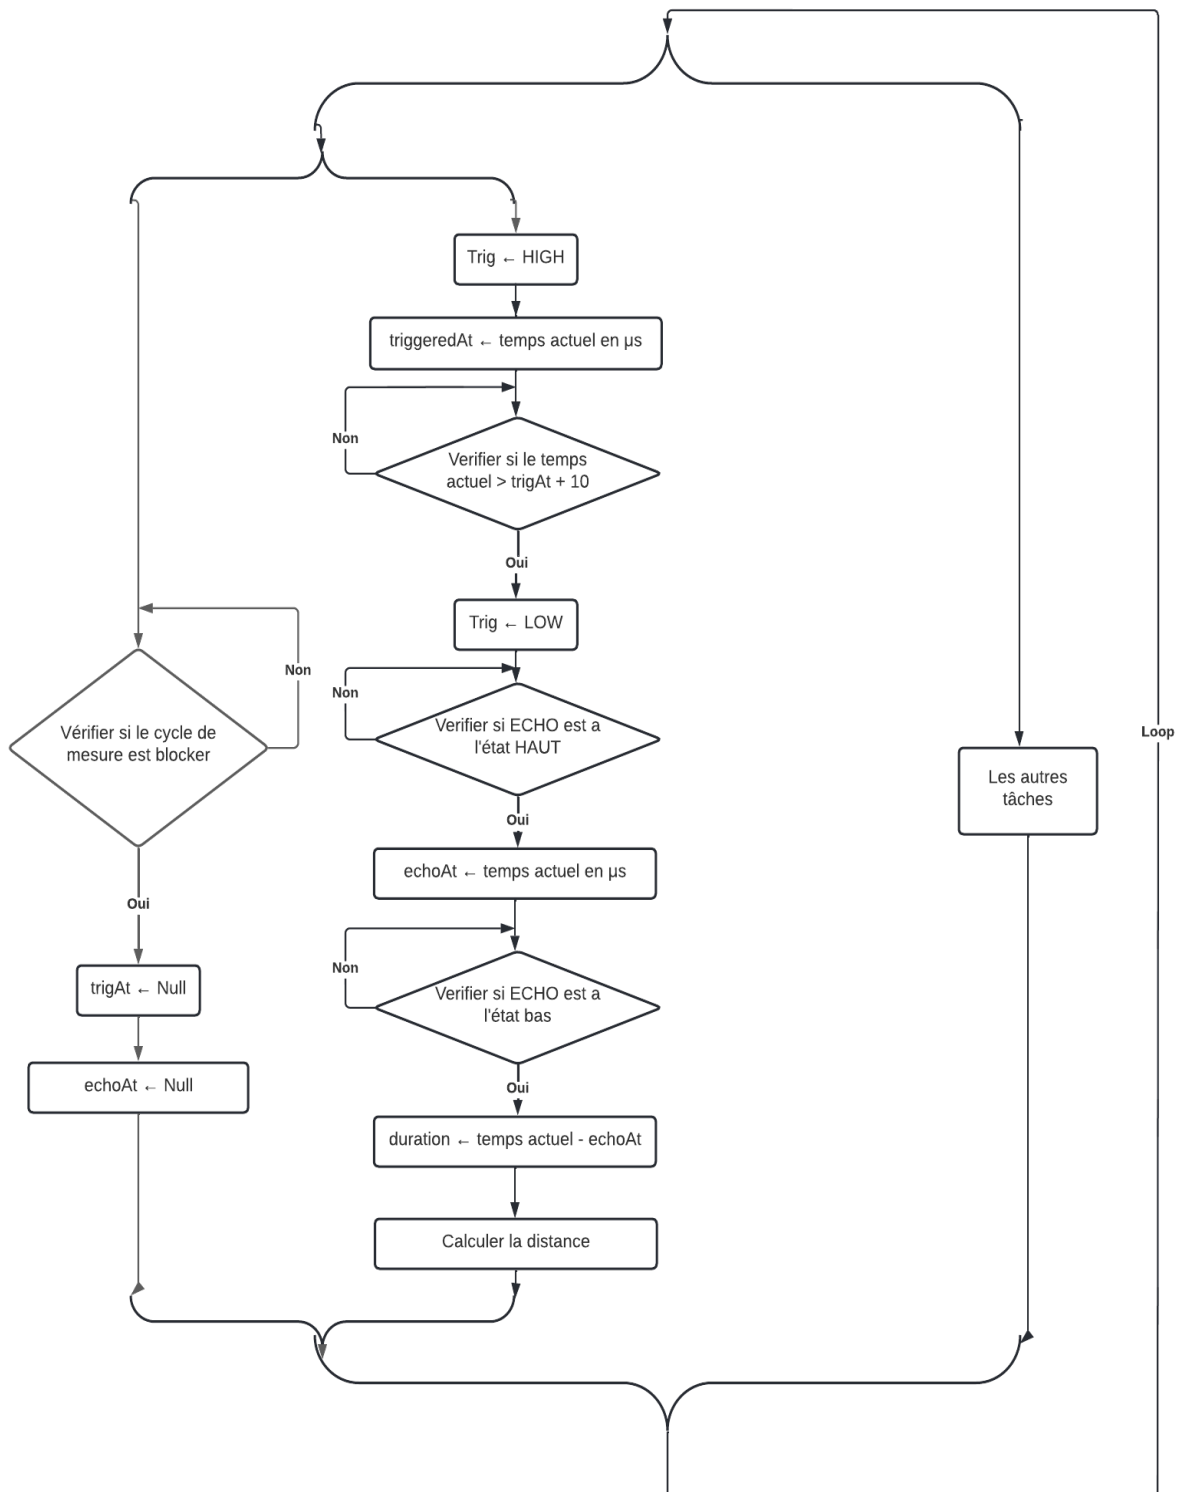 Trig ← HIGH
triggeredAt ← temps actuel en µs
Non
Verifier si le temps
actuel > trigAt + 10
Oui
Trig ← LOW
Non
Verifier si ECHO est a
l'état HAUT
Oui
echoAt ← temps actuel en µs
Non
Verifier si ECHO est a
l'état bas
Oui
duration ← temps actuel - echoAt
Calculer la distance
Non
Vérifier si le cycle de
mesure est blocker
Oui
trigAt ← Null
echoAt ← Null
Les autres
tâches
Loop